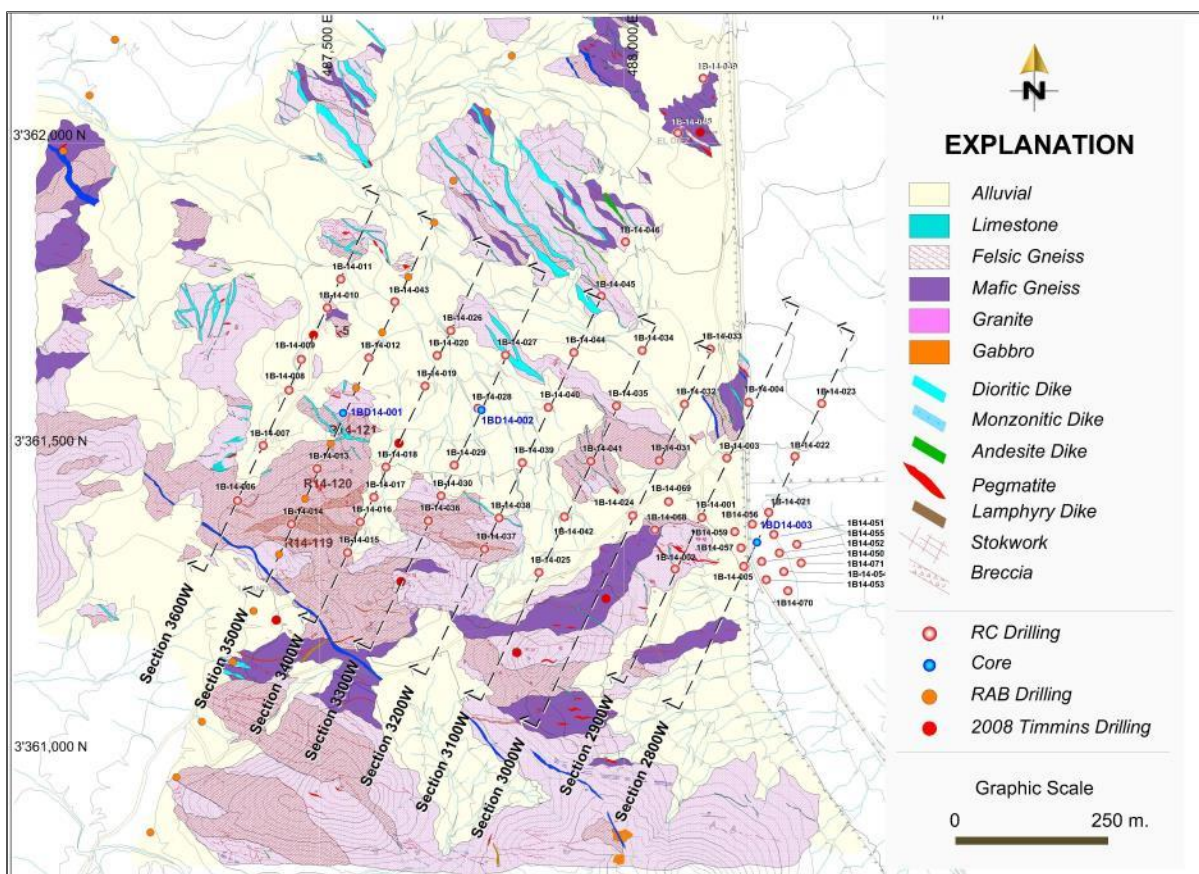 487,500 E
488,000 E
3'362,000 N
3'361,500 N
3'361,000 N
1B-14-046
1B-14-011
1B-14-045
1B-14-010
1B-14-043
1B-14-026
1B-14-033
1B-14-009
1B-14-012
1B-14-020
1B-14-027
1B-14-044
1B-14-034
1B-14-008
1B-14-019
1B-14-028
1B-14-040
1B-14-035
1B-14-032
1B-14-004
1B-14-023
1BD14-001
1BD14-002
1B-14-007
1B-14-013
1B-14-018
1B-14-029
1B-14-039
1B-14-041
1B-14-031
1B-14-003
1B-14-022
R14-120
1B-14-006
1B-14-017
1B-14-030
1B-14-069
1B-14-014
1B-14-016
1B-14-036
1B-14-038
1B-14-042
1B-14-024
1B-14-068
1B-14-001
1B14-056
1B-14-021
1BD14-003
R14-119
1B-14-015
1B-14-037
1B-14-025
1B-14-002
1B14-059
1B14-057
1B-14-005
1B14-051
1B14-055
1B14-052
1B14-050
1B14-071
1B-14-054
1B14-053
1B14-070
Section 3600W
Section 3500W
Section 3400W
Section 3300W
Section 3200W
Section 3100W
Section 3000W
Section 2900W
Section 2800W
N
EXPLANATION
Alluvial
Limestone
Felsic Gneiss
Mafic Gneiss
Granite
Gabbro
Dioritic Dike
Monzonitic Dike
Andesite Dike
Pegmatite
Lamphyry Dike
Stokwork
Breccia
RC Drilling
Core
RAB Drilling
2008 Timmins Drilling
Graphic Scale
0 250 m.